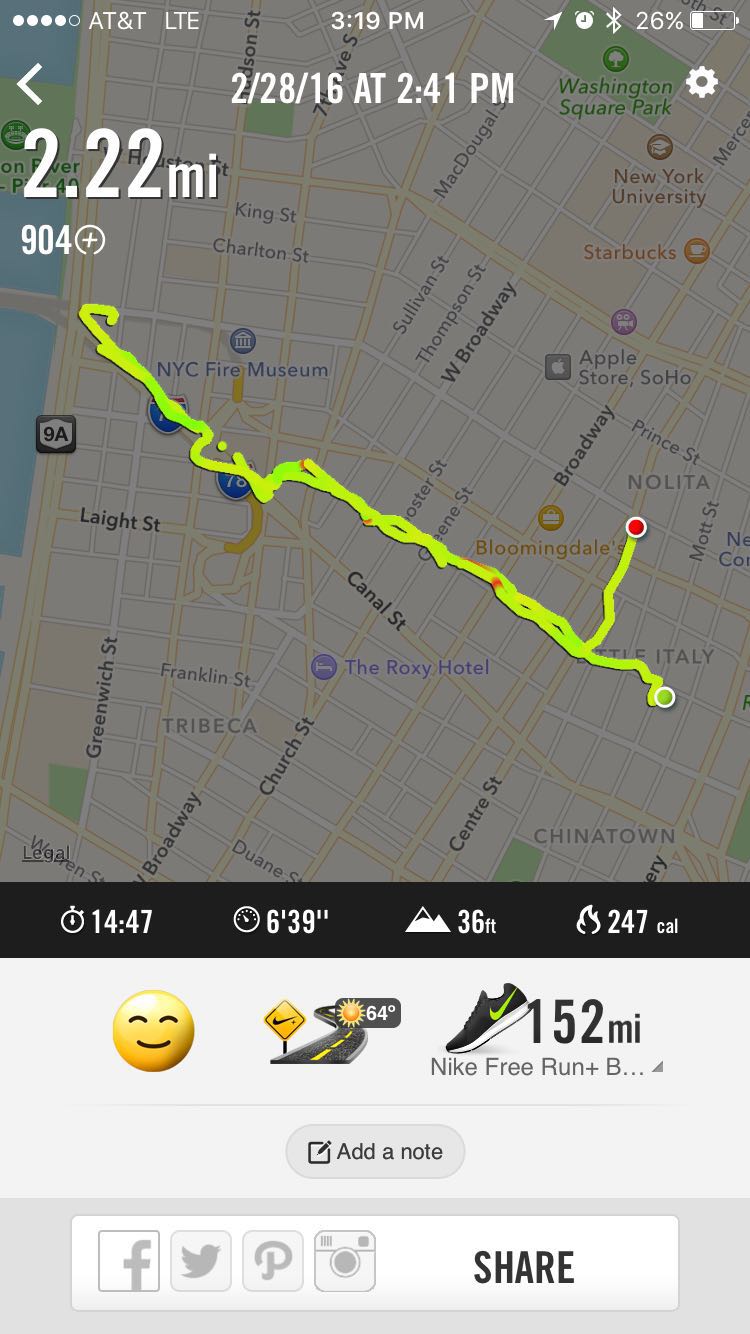 AT&T LTE 3:19 PM 26%
2/28/16 AT 2:41 PM
Washington
Square Park
2.22mi
Houston St
MacDougal St
New York
University
904
King St
Charlton St
Starbucks
Sullivan St
Thompson St
W Broadway
NYC Fire Museum
Apple
Store, SoHo
9A
Broadway
Prince St
NOLITA
78
Laight St
Greene St
Mott St
Bloomingdale's
Canal St
The Roxy Hotel
Franklin St
Greenwich St
TRIBECA
Church St
Centre St
CHINATOWN
W Broadway
Duane St
Legal
14:47 6'39" 36ft 247 cal
64°
152mi
Nike Free Run+ B...
Add a note
SHARE